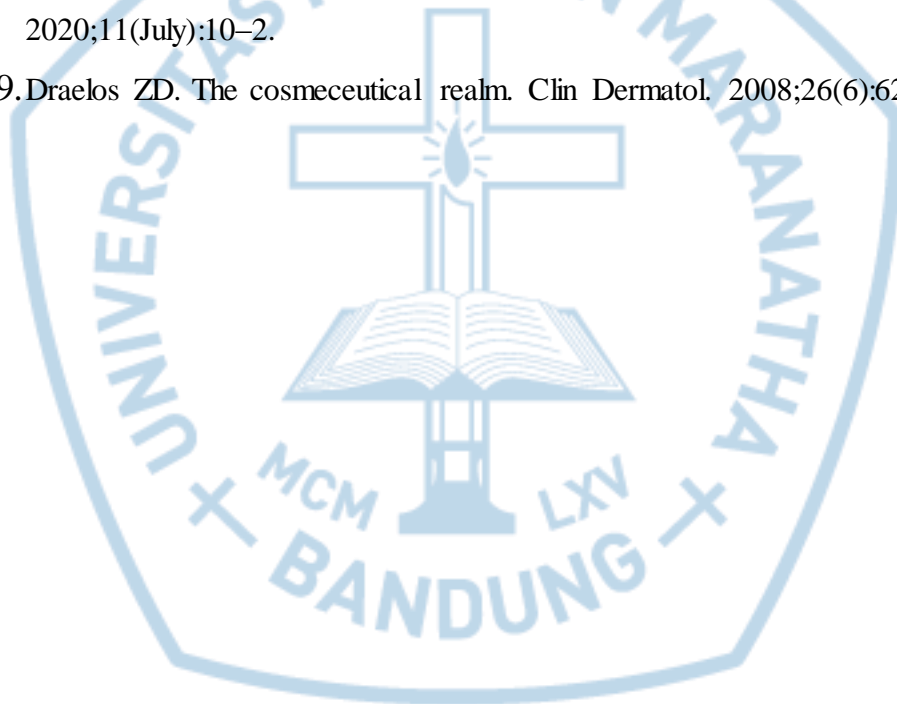 2020;11(July):10–2.
9. Draelos ZD. The cosmeceutical realm. Clin Dermatol. 2008;26(6):62
UNIVERSITAS
MARANATHA
MCM LXV
BANDUNG